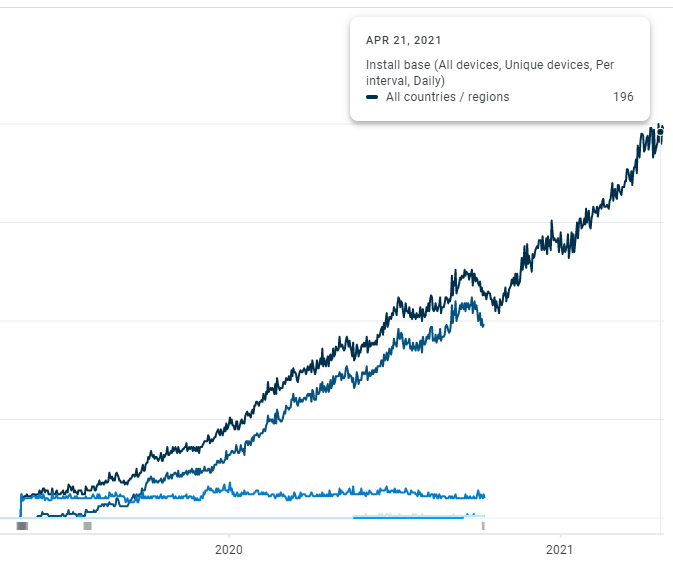 APR 21, 2021
Install base (All devices, Unique devices, Per
interval, Daily)
All countries / regions 196
2020 2021